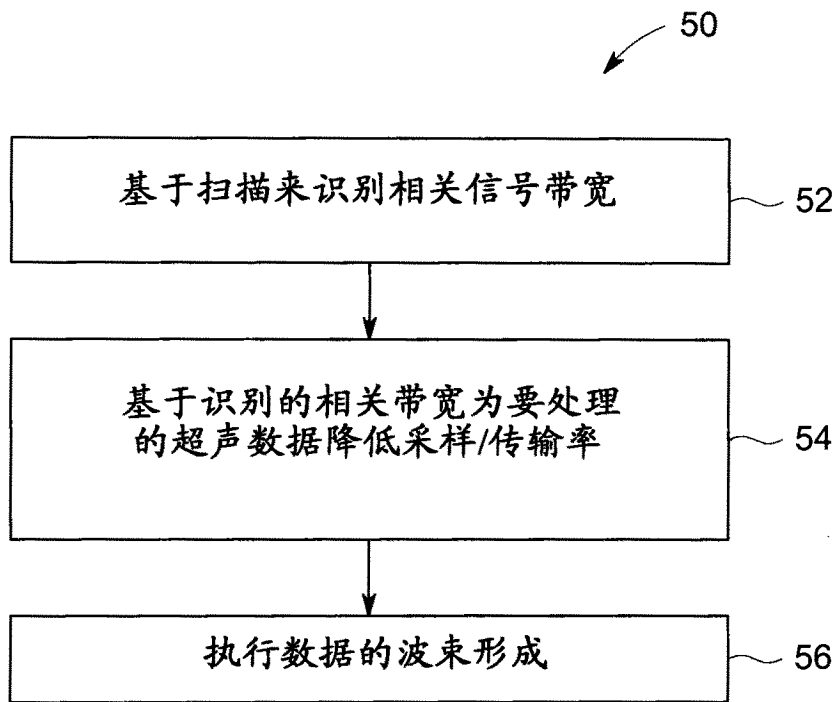 50
基于扫描来识别相关信号带宽
52
基于识别的相关带宽为要处理
的超声数据降低采样/传输率
54
执行数据的波束形成
56